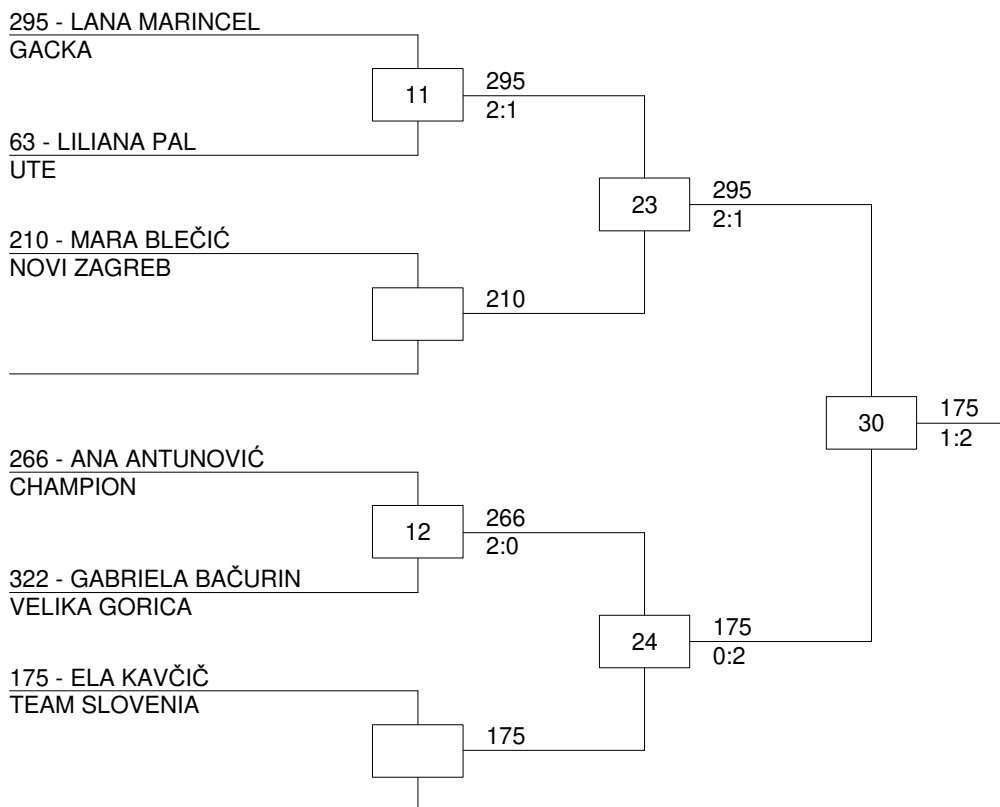 295 - LANA MARINCEL
GACKA
11
295
2:1
63 - LILIANA PAL
UTE
23
295
2:1
210 - MARA BLEČIĆ
NOVI ZAGREB
210
30
175
1:2
266 - ANA ANTUNOVIĆ
CHAMPION
12
266
2:0
322 - GABRIELA BAČURIN
VELIKA GORICA
24
175
0:2
175 - ELA KAVČIČ
TEAM SLOVENIA
175